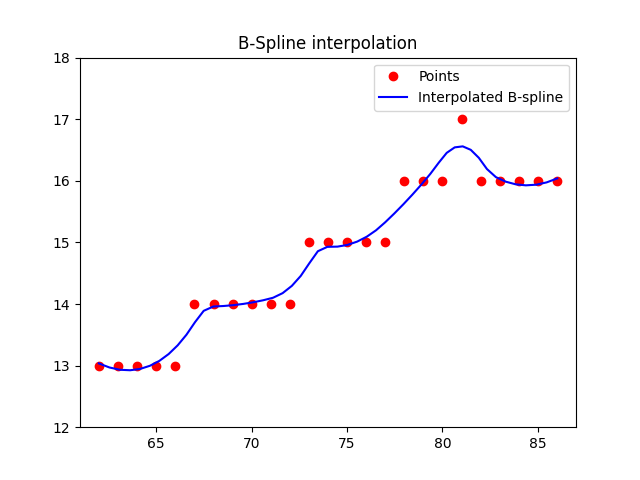 B-Spline interpolation
Points
Interpolated B-spline
18
17
16
15
14
13
12
65 70 75 80 85